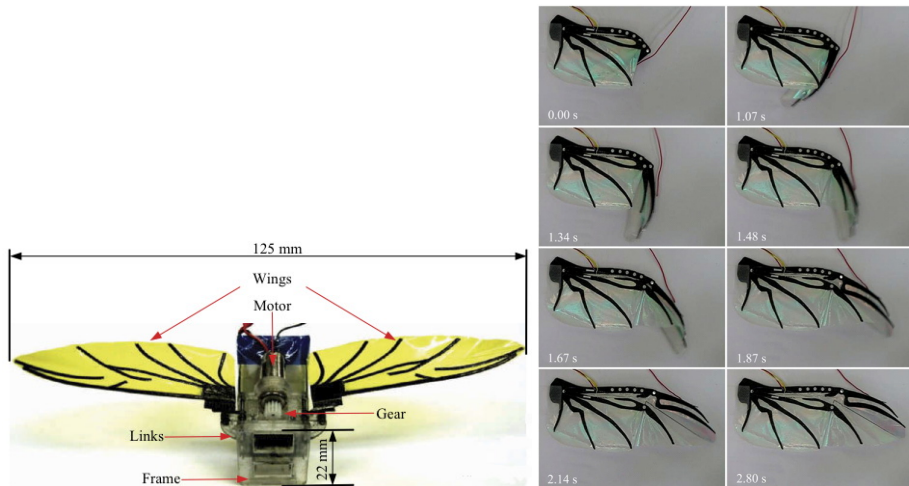 125 mm
Wings
Motor
Gear
Links
22 mm
Frame
0.00 s
1.07 s
1.34 s
1.48 s
1.67 s
1.87 s
2.14 s
2.80 s